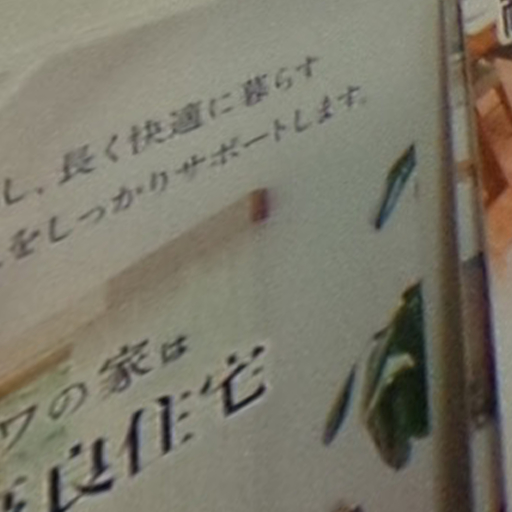 し、長く快適に暮らす
をしっかりサポートします。
ワの家は
良住宅